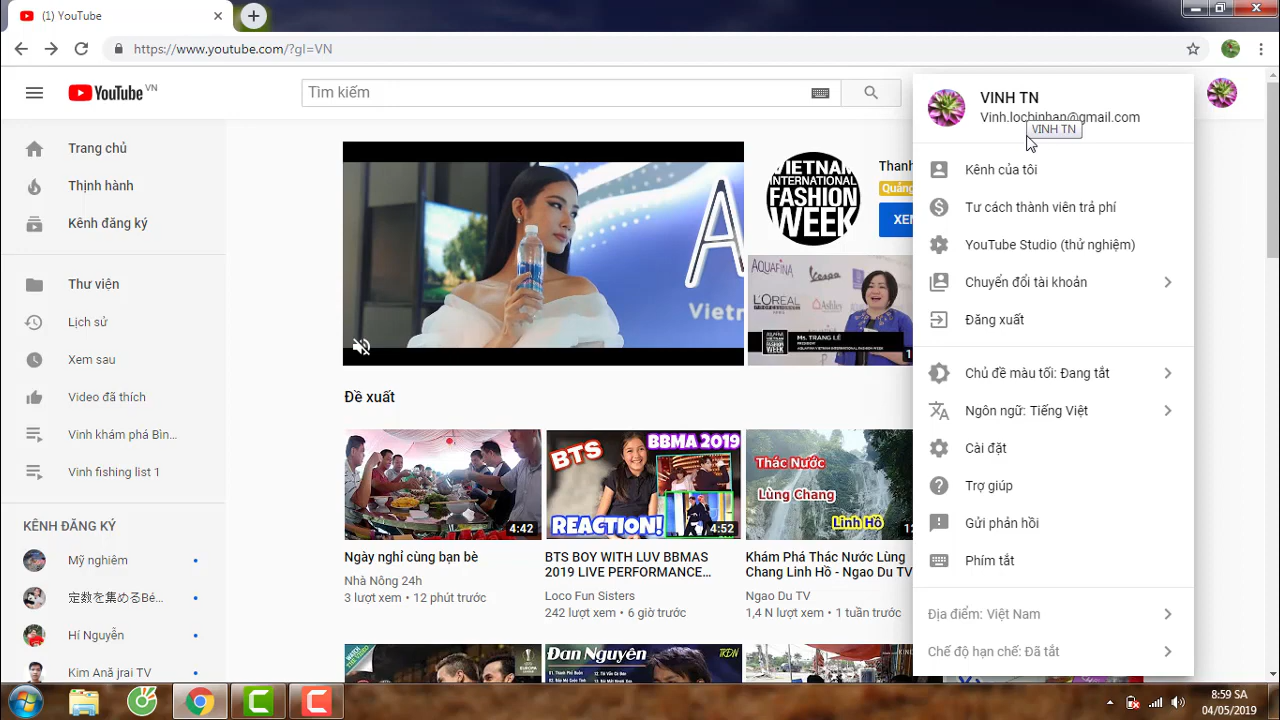 (1) YouTube
https://www.youtube.com/?gl=VN
YouTube VN
Tìm kiếm
Trang chủ
Thịnh hành
Kênh đăng ký
Thư viện
Lịch sử
Xem sau
Video đã thích
Vinh khám phá Bìn...
Vinh fishing list 1
KÊNH ĐĂNG KÝ
Mỹ nghiêm
定数を集めるBé...
Hí Nguyễn
Kim Ană jrai TV
VIETNAM
INTERNATIONAL
FASHION
WEEK
Thanh
Quảng
XEM
AQUAFINA
vespa
L'OREAL
Ashley
Ms. TRANG LÊ
Đề xuất
4:42
Ngày nghỉ cùng bạn bè
Nhà Nông 24h
3 lượt xem • 12 phút trước
BTS
BBMA 2019
REACTION!
4:52
BTS BOY WITH LUV BBMAS
2019 LIVE PERFORMANCE...
Loco Fun Sisters
242 lượt xem • 6 giờ trước
Thác Nước
Lùng Chang
Linh Hồ
Khám Phá Thác Nước Lùng
Chang Linh Hồ - Ngao Du TV
Ngao Du TV
1,4 N lượt xem • 1 tuần trước
Đan Nguyên
VINH TN
Vinh.locbinhan@gmail.com
VINH TN
Kênh của tôi
Tư cách thành viên trả phí
YouTube Studio (thử nghiệm)
Chuyển đổi tài khoản
Đăng xuất
Chủ đề màu tối: Đang tắt
Ngôn ngữ: Tiếng Việt
Cài đặt
Trợ giúp
Gửi phản hồi
Phím tắt
Địa điểm: Việt Nam
Chế độ hạn chế: Đã tắt
8:59 SA
04/05/2019